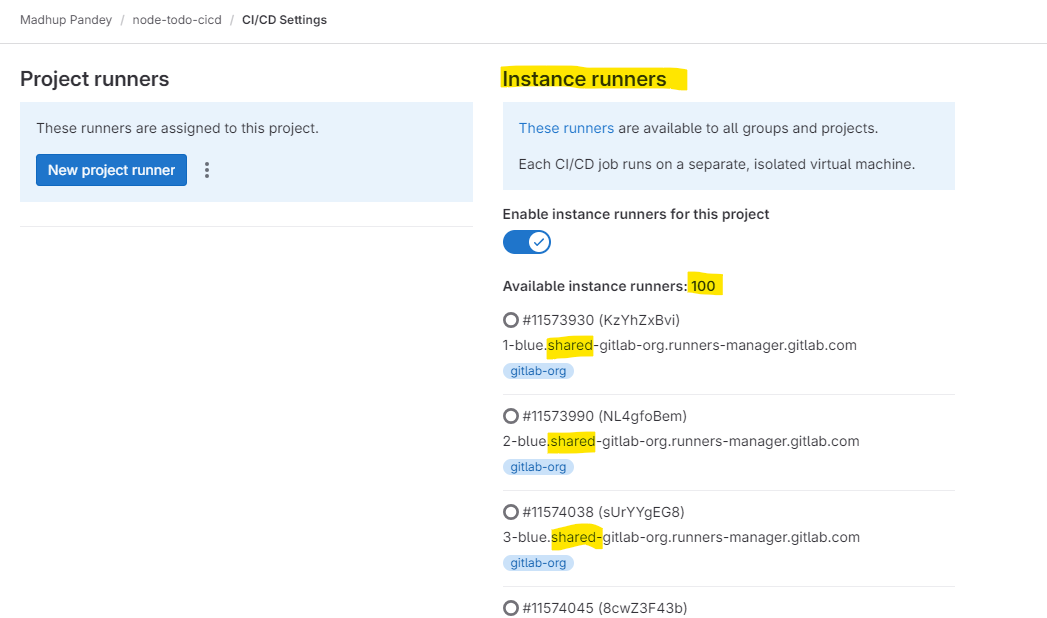 Madhup Pandey / node-todo-cicd / CI/CD Settings
Project runners
These runners are assigned to this project.
New project runner
Instance runners
These runners are available to all groups and projects.
Each CI/CD job runs on a separate, isolated virtual machine.
Enable instance runners for this project
Available instance runners: 100
#11573930 (KzYhZxBvi)
1-blue.shared-gitlab-org.runners-manager.gitlab.com
gitlab-org
#11573990 (NL4gfoBem)
2-blue.shared-gitlab-org.runners-manager.gitlab.com
gitlab-org
#11574038 (sUrYYgEG8)
3-blue.shared-gitlab-org.runners-manager.gitlab.com
gitlab-org
#11574045 (8cwZ3F43b)